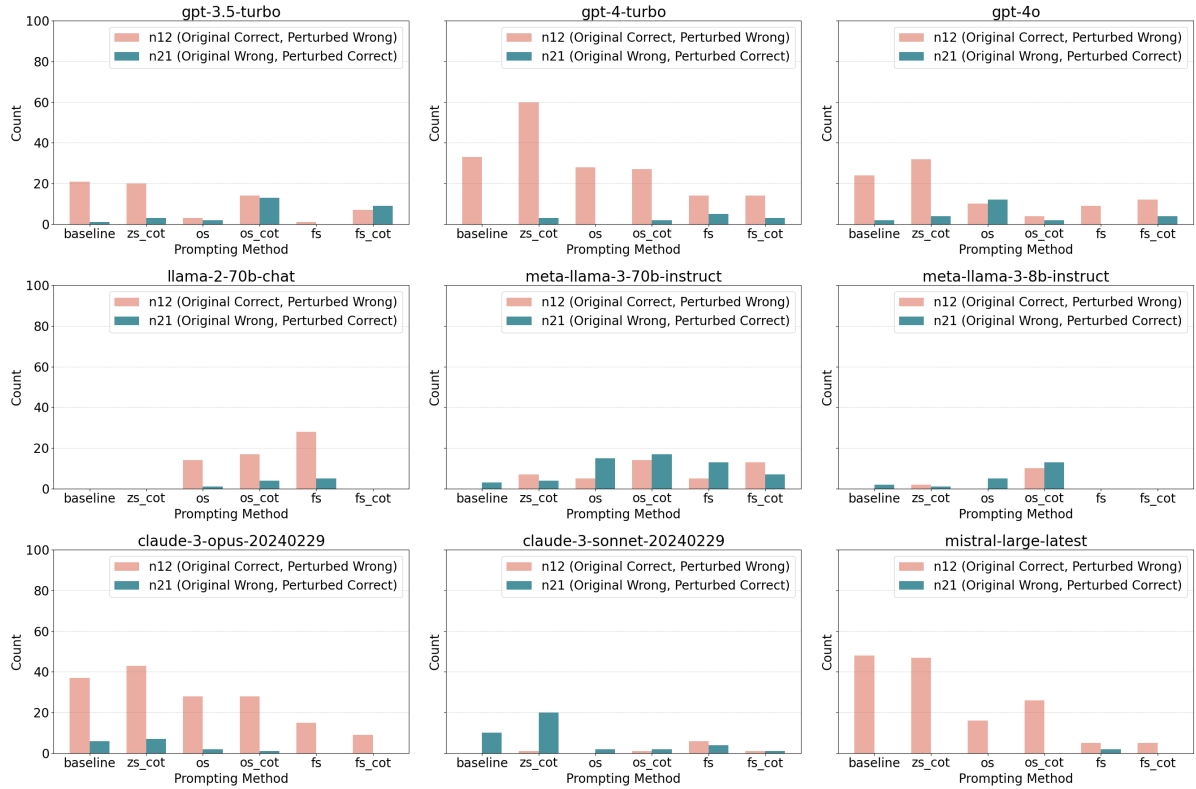 gpt-3.5-turbo
100
80
60
40
20
0
Count
n12 (Original Correct, Perturbed Wrong)
n21 (Original Wrong, Perturbed Correct)
baseline zs_cot os os_cot fs fs_cot
Prompting Method
gpt-4-turbo
Count
n12 (Original Correct, Perturbed Wrong)
n21 (Original Wrong, Perturbed Correct)
baseline zs_cot os os_cot fs fs_cot
Prompting Method
gpt-4o
Count
n12 (Original Correct, Perturbed Wrong)
n21 (Original Wrong, Perturbed Correct)
baseline zs_cot os os_cot fs fs_cot
Prompting Method
llama-2-70b-chat
100
80
60
40
20
0
Count
n12 (Original Correct, Perturbed Wrong)
n21 (Original Wrong, Perturbed Correct)
baseline zs_cot os os_cot fs fs_cot
Prompting Method
meta-llama-3-70b-instruct
Count
n12 (Original Correct, Perturbed Wrong)
n21 (Original Wrong, Perturbed Correct)
baseline zs_cot os os_cot fs fs_cot
Prompting Method
meta-llama-3-8b-instruct
Count
n12 (Original Correct, Perturbed Wrong)
n21 (Original Wrong, Perturbed Correct)
baseline zs_cot os os_cot fs fs_cot
Prompting Method
claude-3-opus-20240229
100
80
60
40
20
0
Count
n12 (Original Correct, Perturbed Wrong)
n21 (Original Wrong, Perturbed Correct)
baseline zs_cot os os_cot fs fs_cot
Prompting Method
claude-3-sonnet-20240229
Count
n12 (Original Correct, Perturbed Wrong)
n21 (Original Wrong, Perturbed Correct)
baseline zs_cot os os_cot fs fs_cot
Prompting Method
mistral-large-latest
Count
n12 (Original Correct, Perturbed Wrong)
n21 (Original Wrong, Perturbed Correct)
baseline zs_cot os os_cot fs fs_cot
Prompting Method